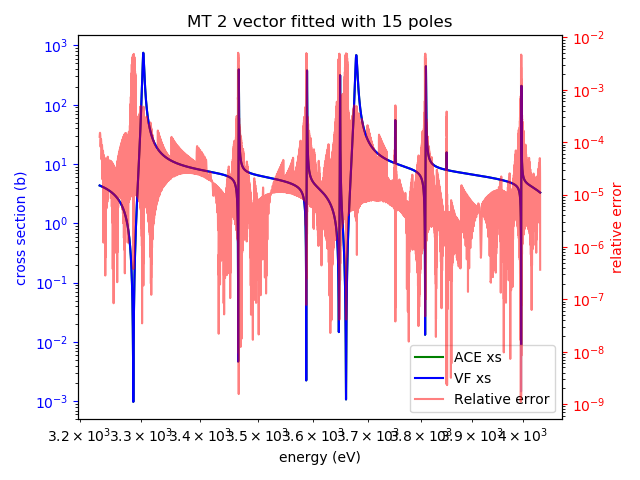 MT 2 vector fitted with 15 poles
cross section (b)
10³
10²
10¹
10⁰
10⁻¹
10⁻²
10⁻³
10⁻²
10⁻³
10⁻⁴
10⁻⁵
10⁻⁶
10⁻⁷
10⁻⁸
10⁻⁹
relative error
ACE xs
VF xs
Relative error
3.2 × 10³ 3.3 × 10³ 3.4 × 10³ 3.5 × 10³ 3.6 × 10³ 3.7 × 10³ 3.8 × 10³ 3.9 × 10³ 4 × 10³
energy (eV)